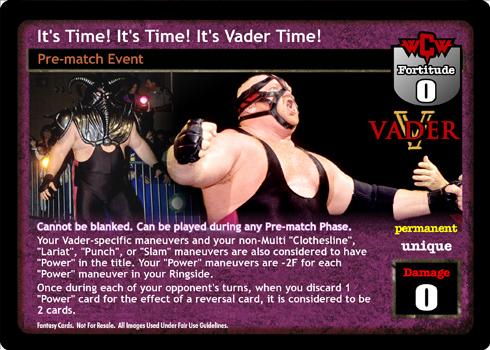 It's Time! It's Time! It's Vader Time!
Pre-match Event
WCW
Fortitude
0
V
VADER
Cannot be blanked. Can be played during any Pre-match Phase.
Your Vader-specific maneuvers and your non-Multi "Clothesline",
"Lariat", "Punch", or "Slam" maneuvers are also considered to have
"Power" in the title. Your "Power" maneuvers are -2F for each
"Power" maneuver in your Ringside.
Once during each of your opponent's turns, when you discard 1
"Power" card for the effect of a reversal card, it is considered to be
2 cards.
permanent
unique
Damage
0
Fantasy Cards. Not For Resale. All Images Used Under Fair Use Guidelines.